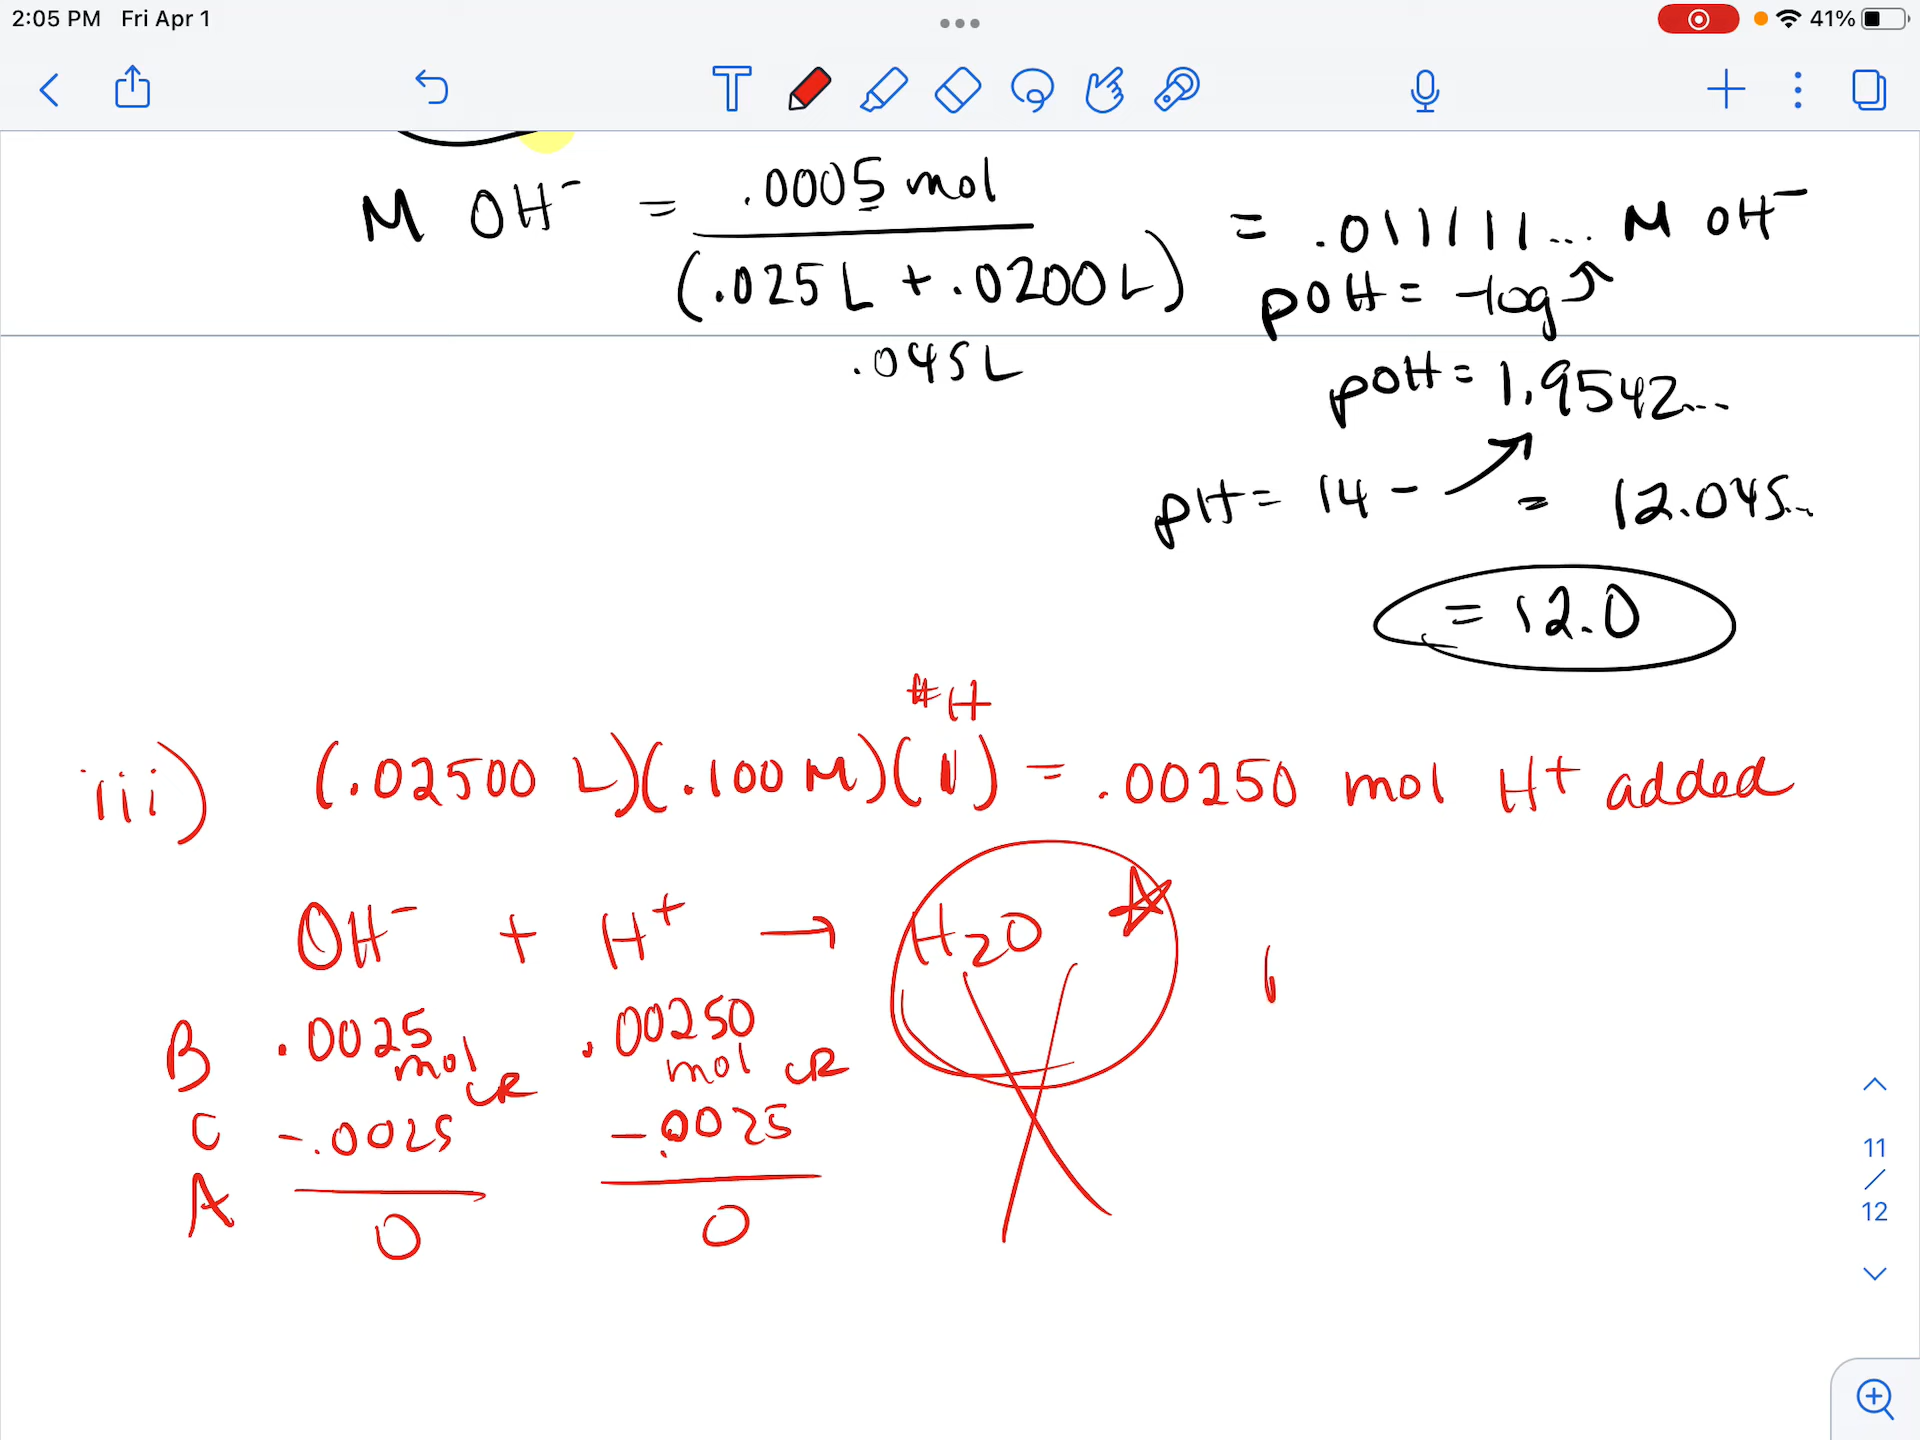 2:05 PM Fri Apr 1
41%
M OH⁻ = .0005 mol / (.025 L + .0200 L) = .011111... M OH⁻
.045 L
pOH = -log
pOH = 1.9542...
pH = 14 - = 12.045..
= 12.0
#H
iii) (.02500 L)(.100 M)(1) = .00250 mol H+ added
OH⁻ + H⁺ → H2O
B .0025 mol LR .00250 mol LR
C -.0025 -.0025
A 0 0
11
/
12